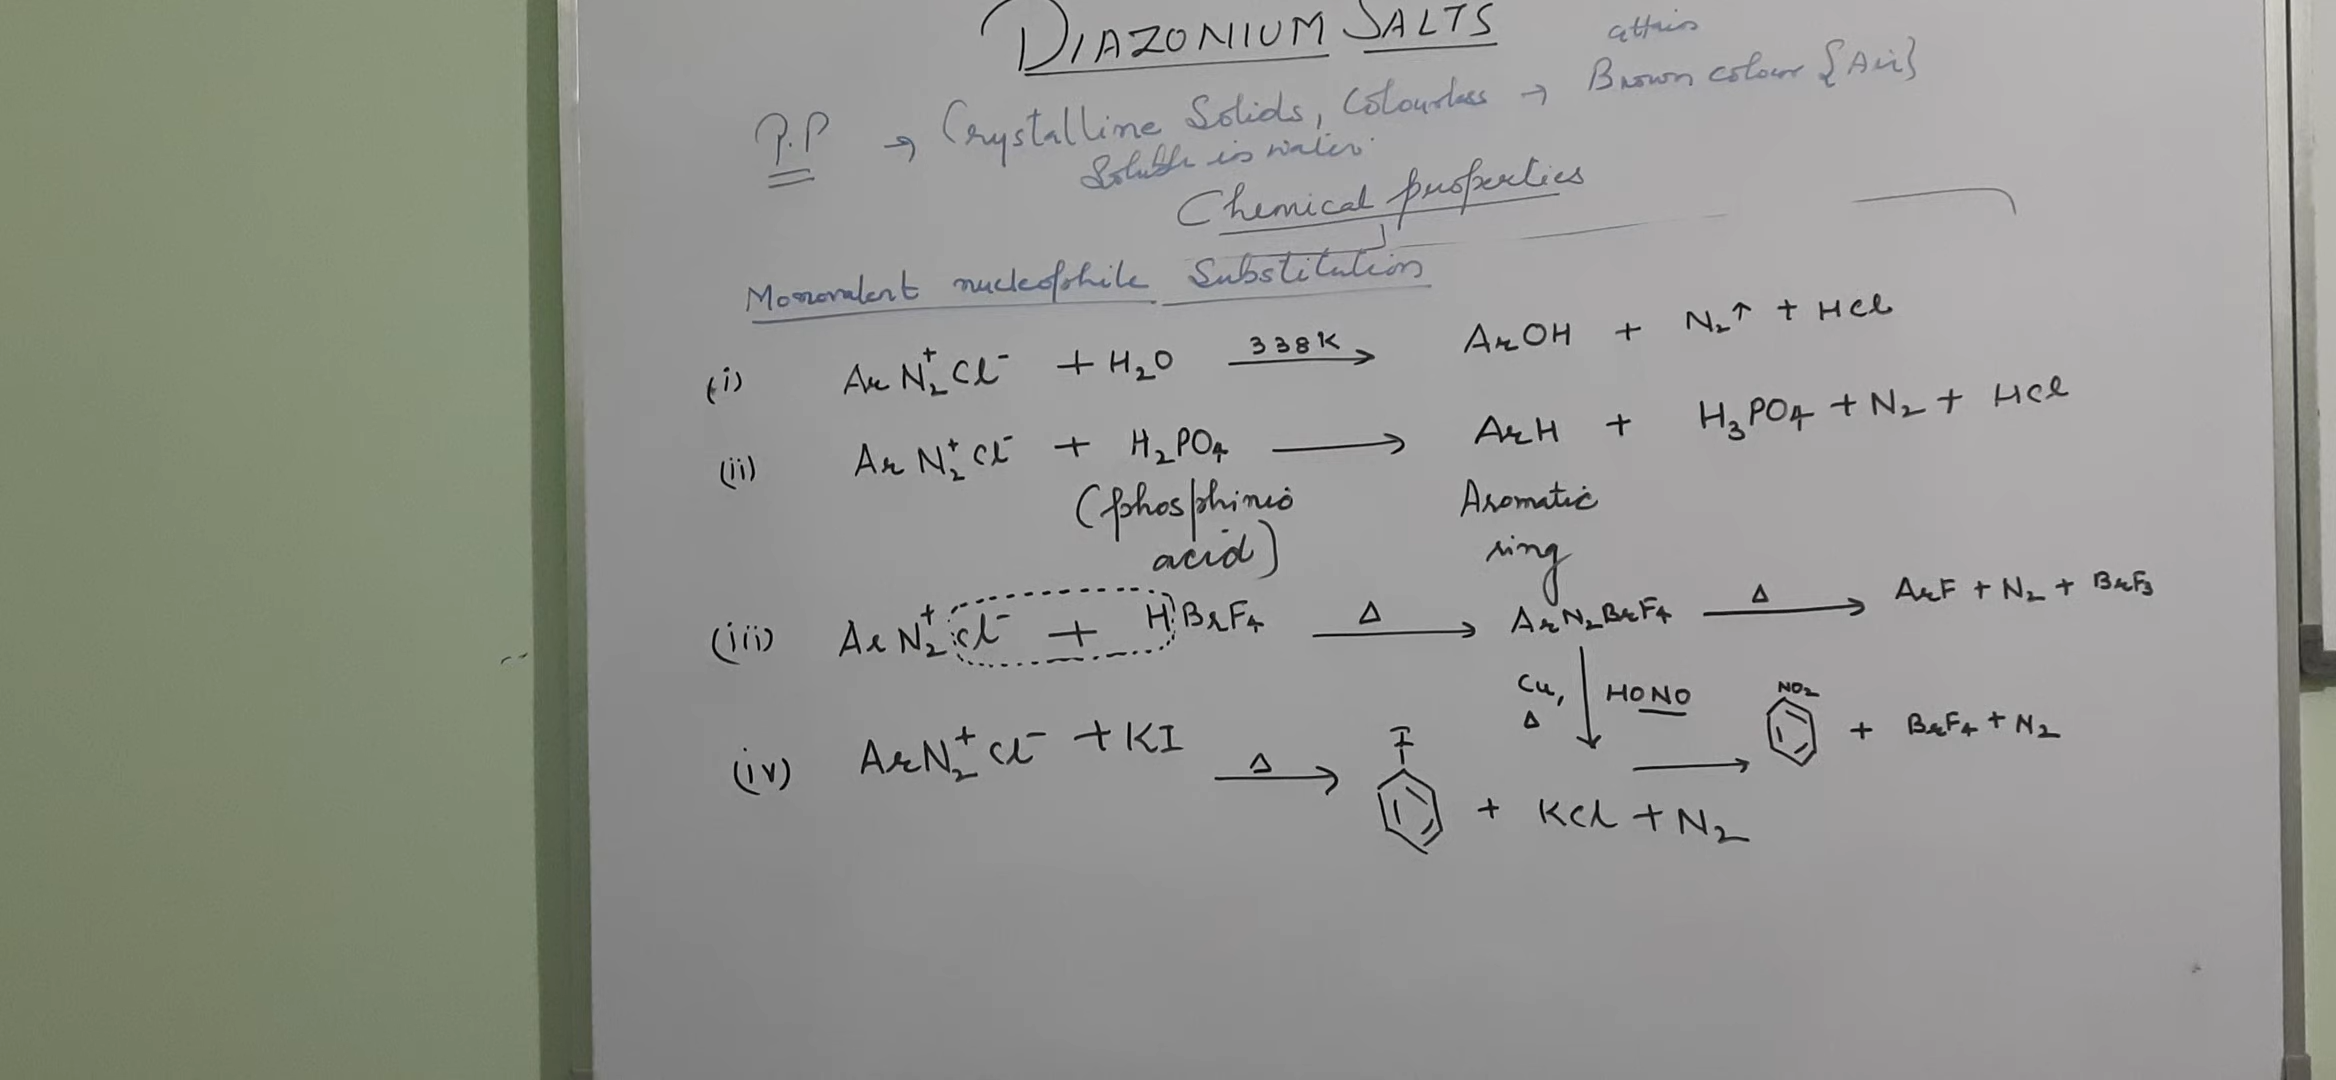 DIAZONIUM SALTS
attains
P.P → Crystalline Solids, Colourless → Brown colour {Air}
Soluble in water.
Chemical properties
Monovalent nucleophile Substitution
(i) ArN₂⁺Cl⁻ + H₂O 338K → ArOH + N₂↑ + HCl
(ii) ArN₂⁺Cl⁻ + H₂PO₄ → ArH + H₃PO₄ + N₂ + HCl
(phosphinic acid) Aromatic ring
(iii) ArN₂⁺Cl⁻ + HBrF₄ Δ → ArN₂BrF₄ Δ → ArF + N₂ + BrF₃
Cu, Δ ↓ HONO
→ NO₂ + BrF₄ + N₂
(iv) ArN₂⁺Cl⁻ + KI Δ → I + KCl + N₂